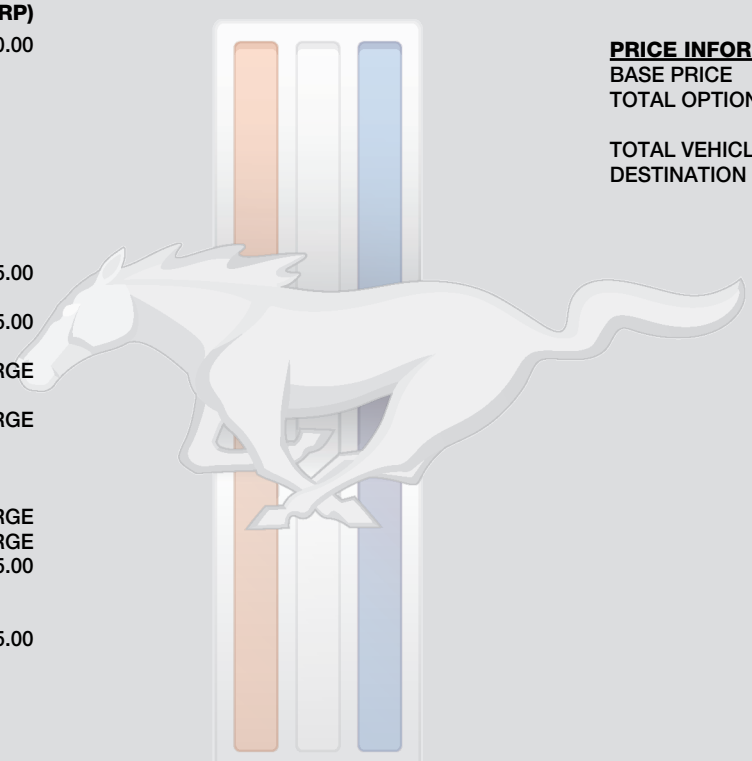 RP)
0.00
5.00
5.00
RGE
RGE
RGE
RGE
5.00
5.00
PRICE INFOR
BASE PRICE
TOTAL OPTION
TOTAL VEHICL
DESTINATION